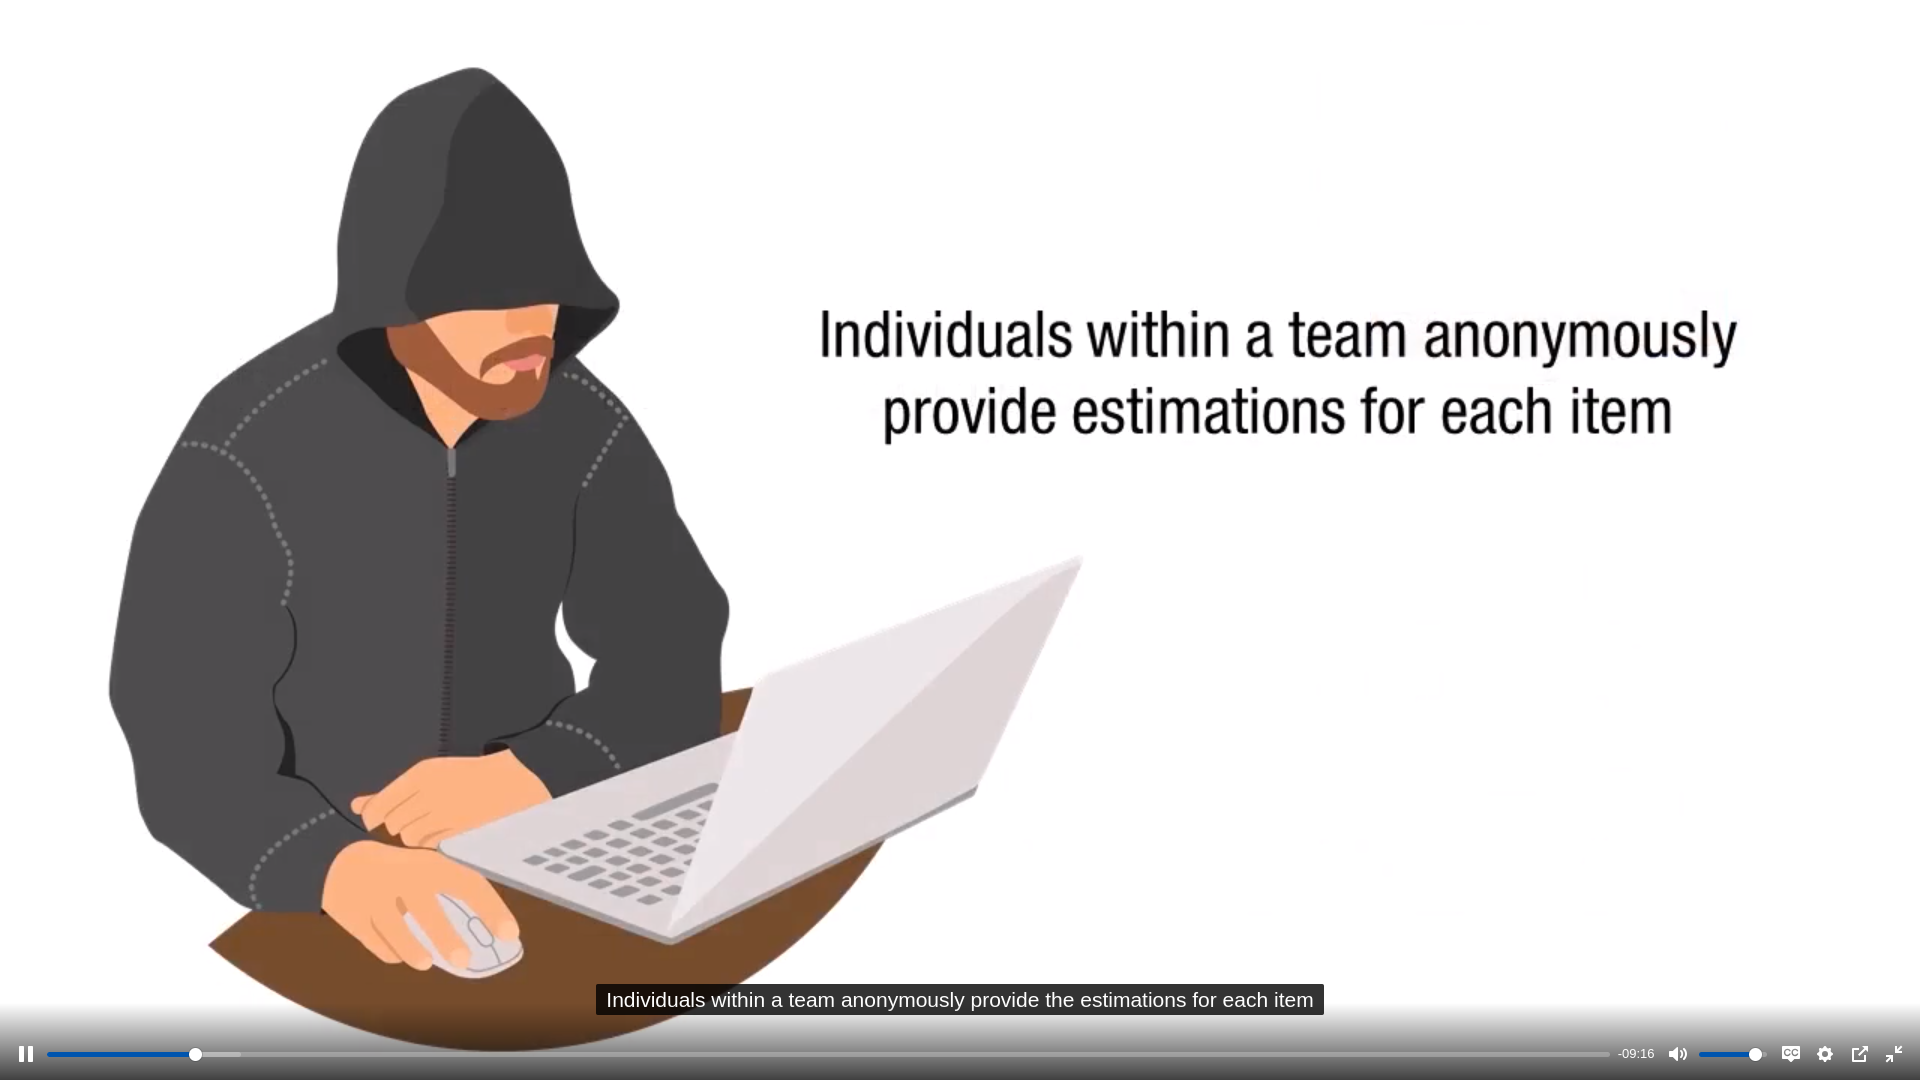 Individuals within a team anonymously
provide estimations for each item
Individuals within a team anonymously provide the estimations for each item
-09:16
CC